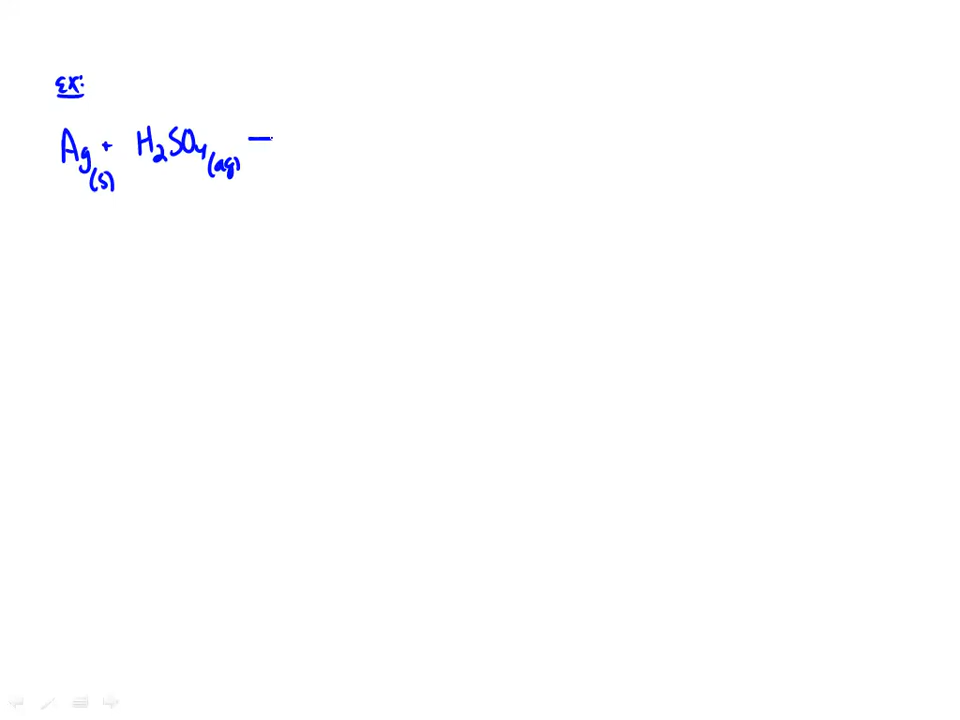 Ex:
Ag(s) + H2SO4(aq) —